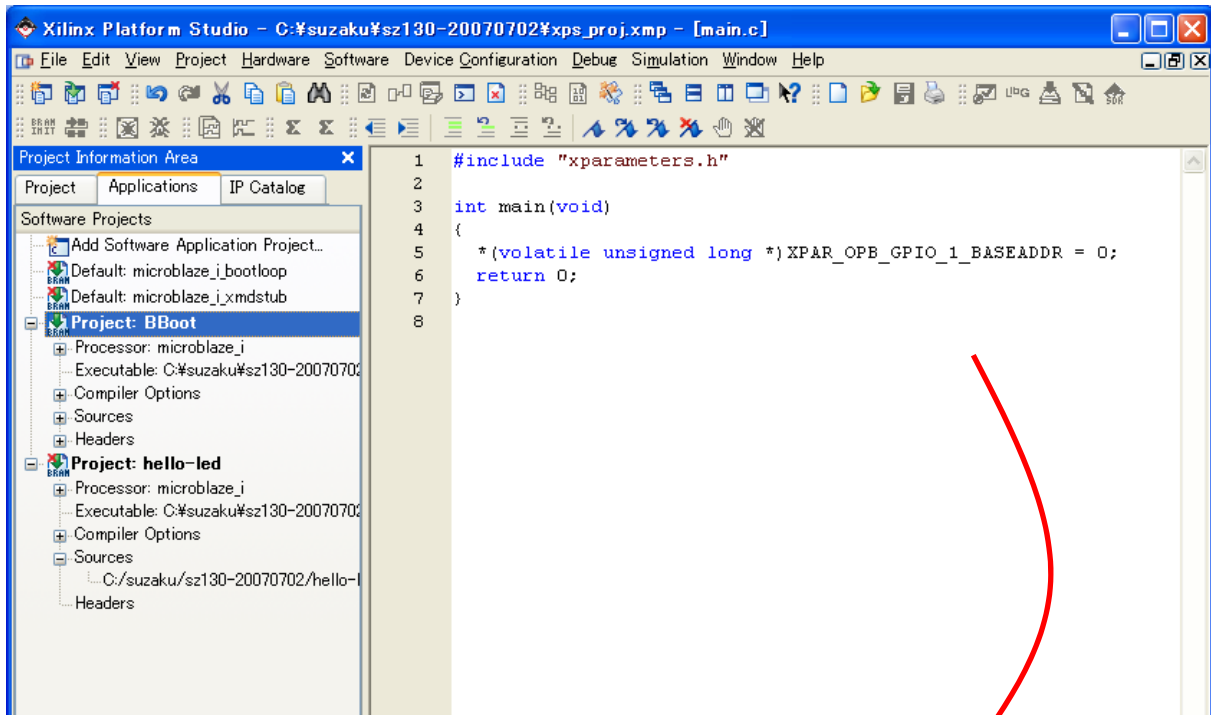 Xilinx Platform Studio - C:¥suzaku¥sz130-20070702¥xps_proj.xmp - [main.c]
File Edit View Project Hardware Software Device Configuration Debug Simulation Window Help
Project Information Area
Project Applications IP Catalog
Software Projects
Add Software Application Project...
Default: microblaze_i_bootloop
Default: microblaze_i_xmdstub
Project: BBoot
Processor: microblaze_i
Executable: C:¥suzaku¥sz130-20070702
Compiler Options
Sources
Headers
Project: hello-led
Processor: microblaze_i
Executable: C:¥suzaku¥sz130-20070702
Compiler Options
Sources
C:/suzaku/sz130-20070702/hello-l
Headers
1 #include "xparameters.h"
2
3 int main(void)
4 {
5 *(volatile unsigned long *)XPAR_OPB_GPIO_1_BASEADDR = 0;
6 return 0;
7 }
8